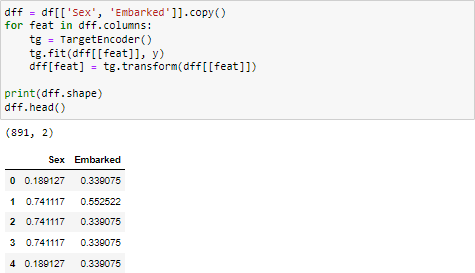 dff = df[['Sex', 'Embarked']].copy()
for feat in dff.columns:
    tg = TargetEncoder()
    tg.fit(dff[[feat]], y)
    dff[feat] = tg.transform(dff[[feat]])
print(dff.shape)
dff.head()
(891, 2)
Sex Embarked
0 0.189127 0.339075
1 0.741117 0.552522
2 0.741117 0.339075
3 0.741117 0.339075
4 0.189127 0.339075